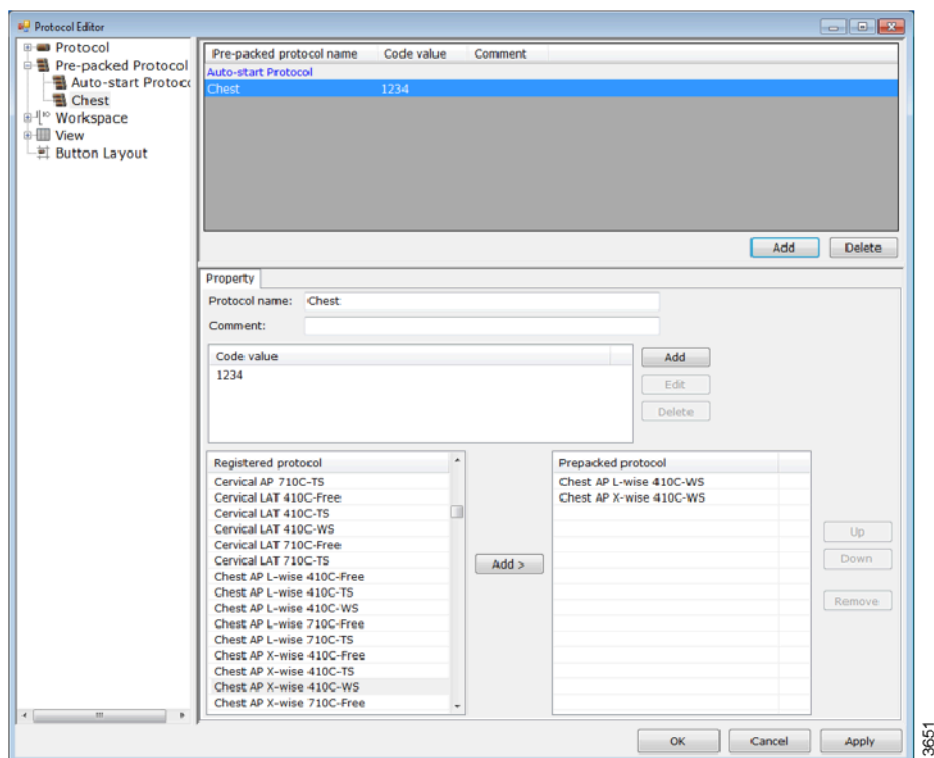 Protocol Editor
Protocol
Pre-packed Protocol
Auto-start Protoco
Chest
Workspace
View
Button Layout
Pre-packed protocol name Code value Comment
Auto-start Protocol
Chest 1234
Add Delete
Property
Protocol name: Chest
Comment:
Code value
1234
Add
Edit
Delete
Registered protocol
Cervical AP 710C-TS
Cervical LAT 410C-Free
Cervical LAT 410C-TS
Cervical LAT 410C-WS
Cervical LAT 710C-Free
Cervical LAT 710C-TS
Chest AP L-wise 410C-Free
Chest AP L-wise 410C-TS
Chest AP L-wise 410C-WS
Chest AP L-wise 710C-Free
Chest AP L-wise 710C-TS
Chest AP X-wise 410C-Free
Chest AP X-wise 410C-TS
Chest AP X-wise 410C-WS
Chest AP X-wise 710C-Free
Add >
Prepacked protocol
Chest AP L-wise 410C-WS
Chest AP X-wise 410C-WS
Up
Down
Remove
OK Cancel Apply
3651